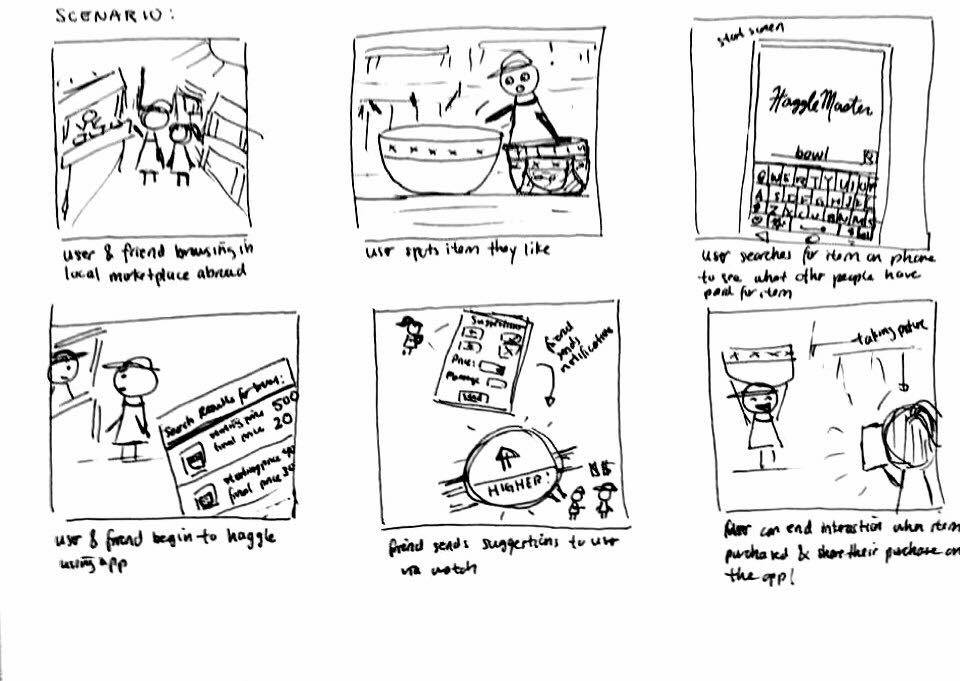 SCENARIO:
user & friend browsing in
local marketplace abroad
user spots item they like
start screen
HaggleMaster
bowl
user searches for item on phone
to see what other people have
paid for item
Search Results for bowl:
starting price 500
final price 20
starting price
final price
user & friend begin to haggle
using app
Suggestions
Price:
Message
Send
friend
sends
notification
HIGHER!
friend sends suggestions to user
via watch
taking picture
user can end interaction when item
purchased & share their purchase on
the app!